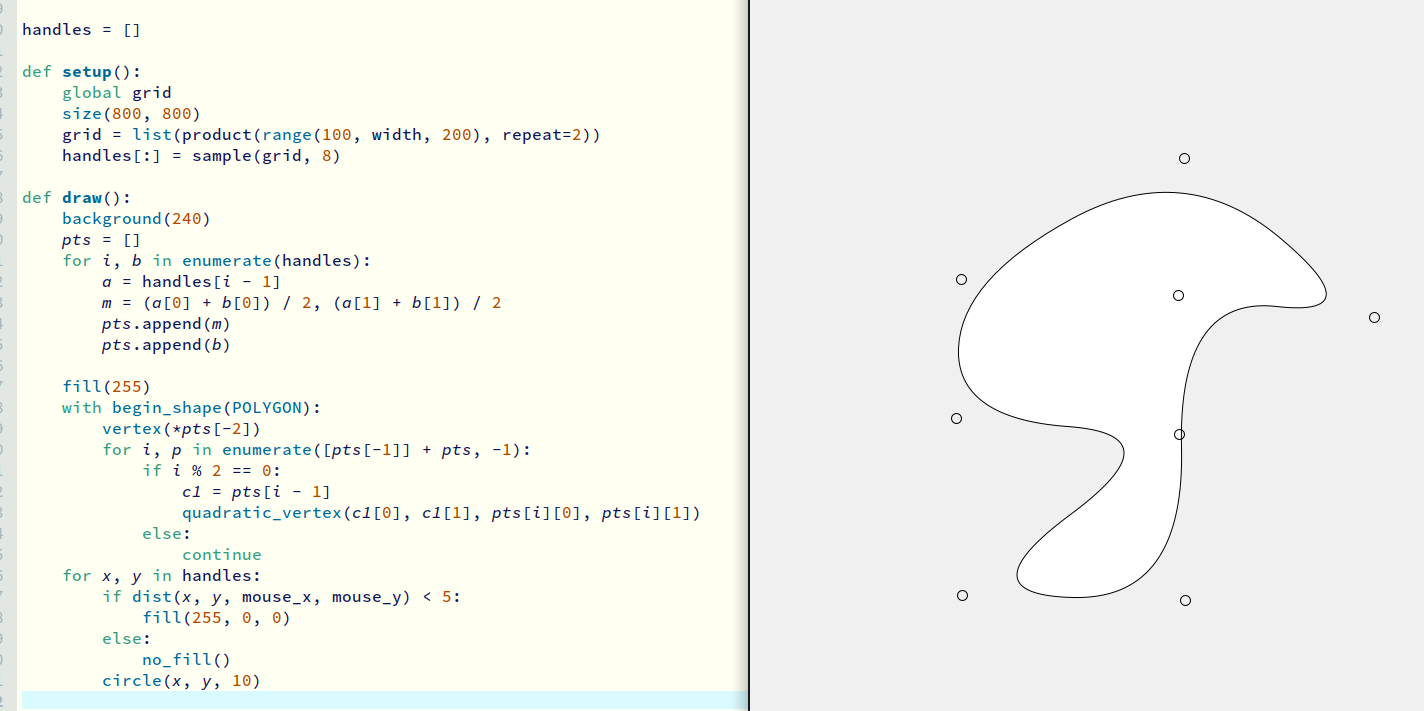 handles = []
def setup():
    global grid
    size(800, 800)
    grid = list(product(range(100, width, 200), repeat=2))
    handles[:] = sample(grid, 8)
def draw():
    background(240)
    pts = []
    for i, b in enumerate(handles):
        a = handles[i - 1]
        m = (a[0] + b[0]) / 2, (a[1] + b[1]) / 2
        pts.append(m)
        pts.append(b)
    fill(255)
    with begin_shape(POLYGON):
        vertex(*pts[-2])
        for i, p in enumerate([pts[-1]] + pts, -1):
            if i % 2 == 0:
                c1 = pts[i - 1]
                quadratic_vertex(c1[0], c1[1], pts[i][0], pts[i][1])
            else:
                continue
    for x, y in handles:
        if dist(x, y, mouse_x, mouse_y) < 5:
            fill(255, 0, 0)
        else:
            no_fill()
        circle(x, y, 10)